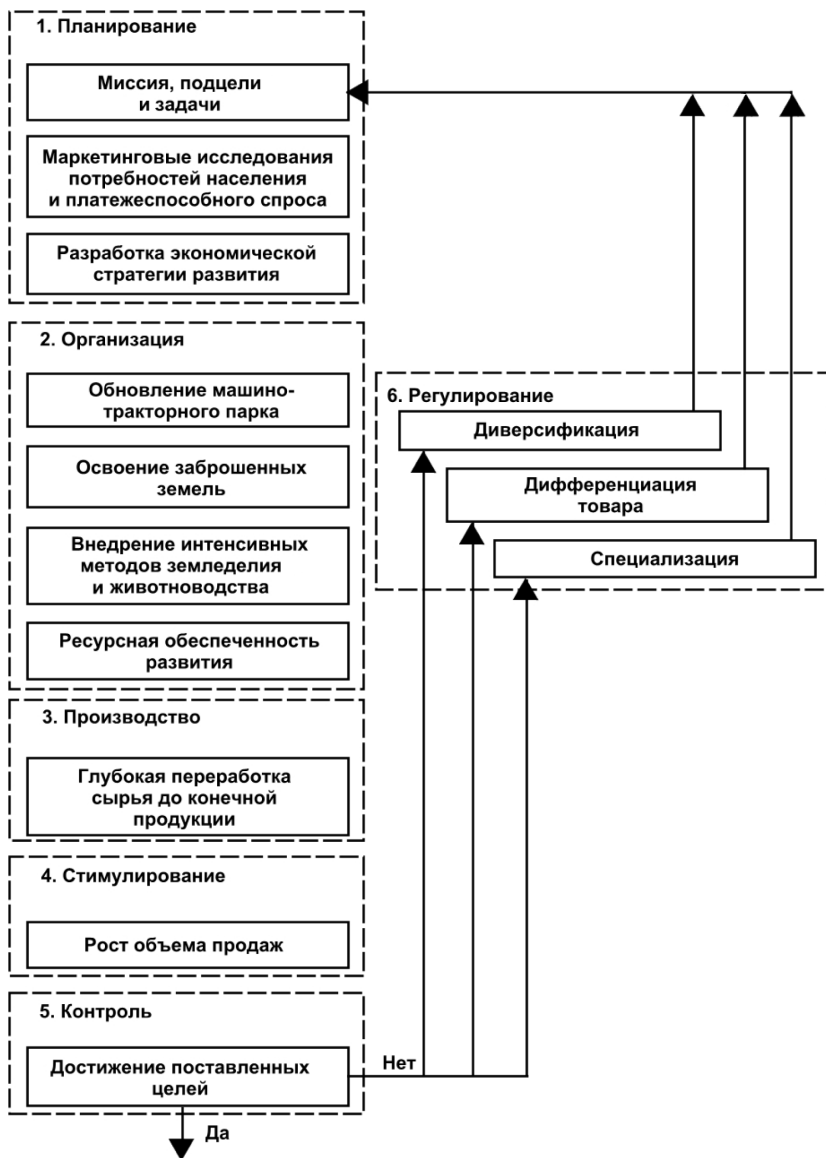 1. Планирование
Миссия, подцели
и задачи
Маркетинговые исследования
потребностей населения
и платежеспособного спроса
Разработка экономической
стратегии развития
2. Организация
Обновление машино-
тракторного парка
Освоение заброшенных
земель
Внедрение интенсивных
методов земледелия
и животноводства
Ресурсная обеспеченность
развития
3. Производство
Глубокая переработка
сырья до конечной
продукции
4. Стимулирование
Рост объема продаж
5. Контроль
Достижение поставленных
целей
Нет
Да
6. Регулирование
Диверсификация
Дифференциация
товара
Специализация